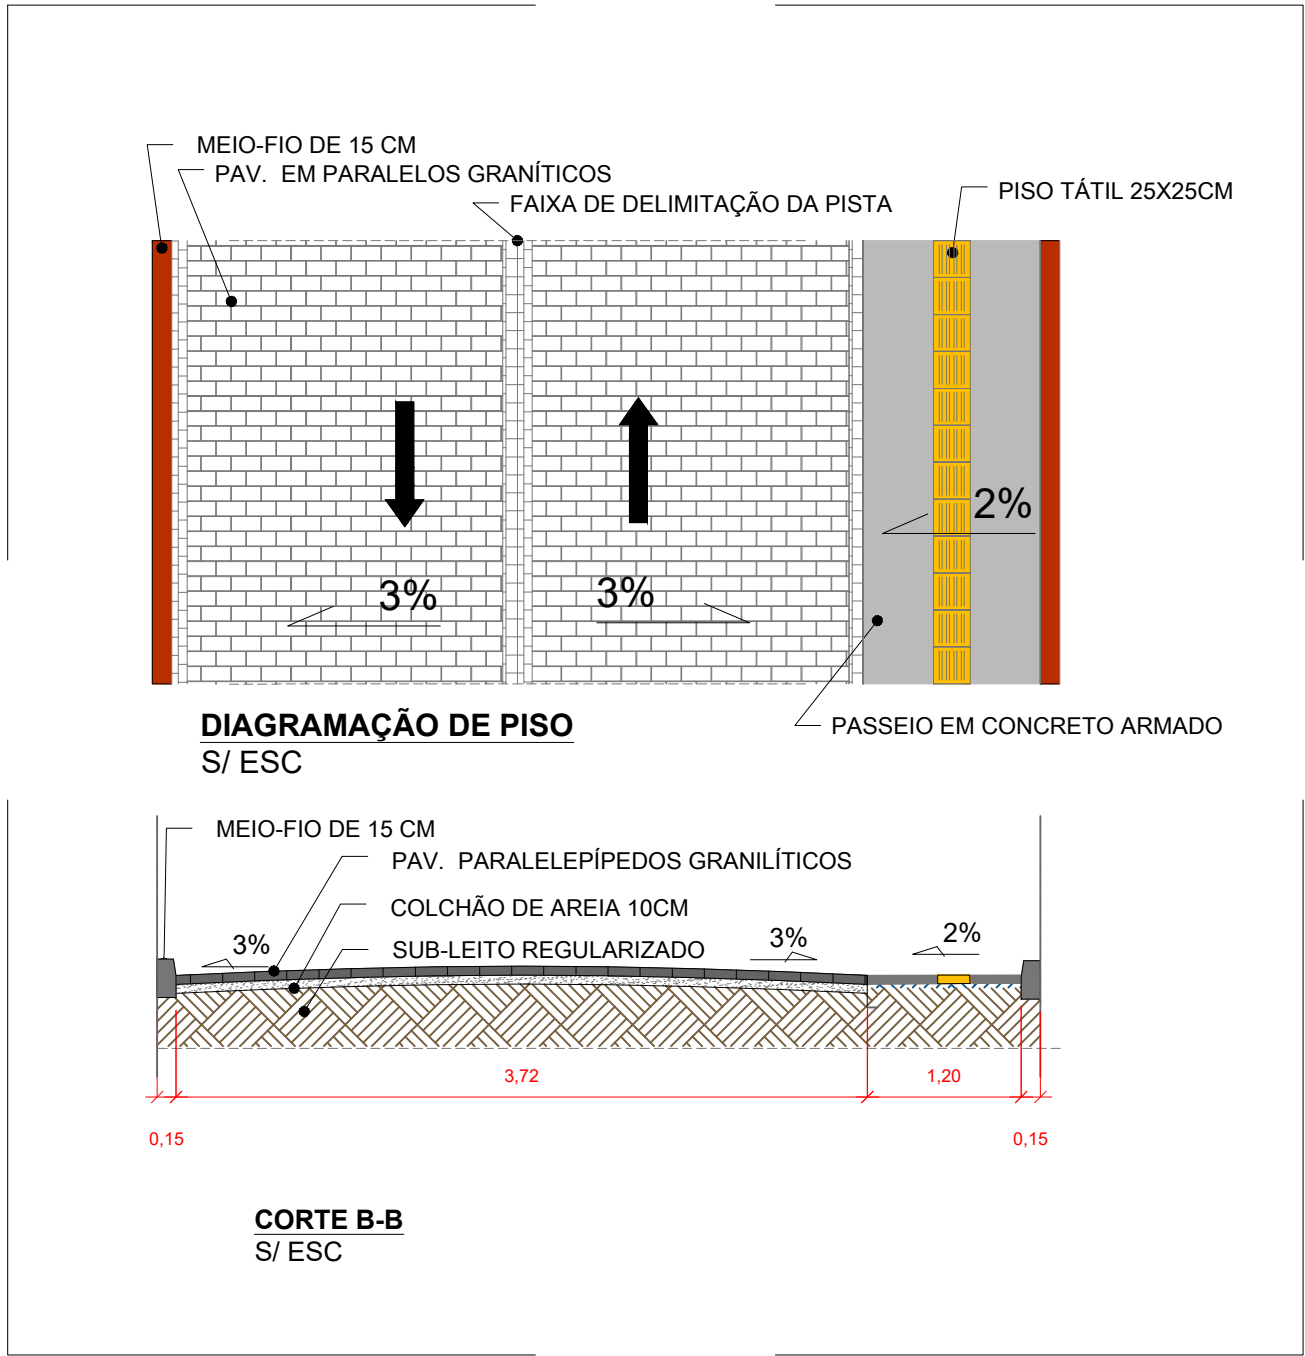 MEIO-FIO DE 15 CM
PAV. EM PARALELOS GRANÍTICOS
FAIXA DE DELIMITAÇÃO DA PISTA
PISO TÁTIL 25X25CM
2%
3%
3%
DIAGRAMAÇÃO DE PISO
S/ ESC
PASSEIO EM CONCRETO ARMADO
MEIO-FIO DE 15 CM
PAV. PARALELEPÍPEDOS GRANILÍTICOS
COLCHÃO DE AREIA 10CM
SUB-LEITO REGULARIZADO
3%
3%
2%
3,72
1,20
0,15
0,15
CORTE B-B
S/ ESC